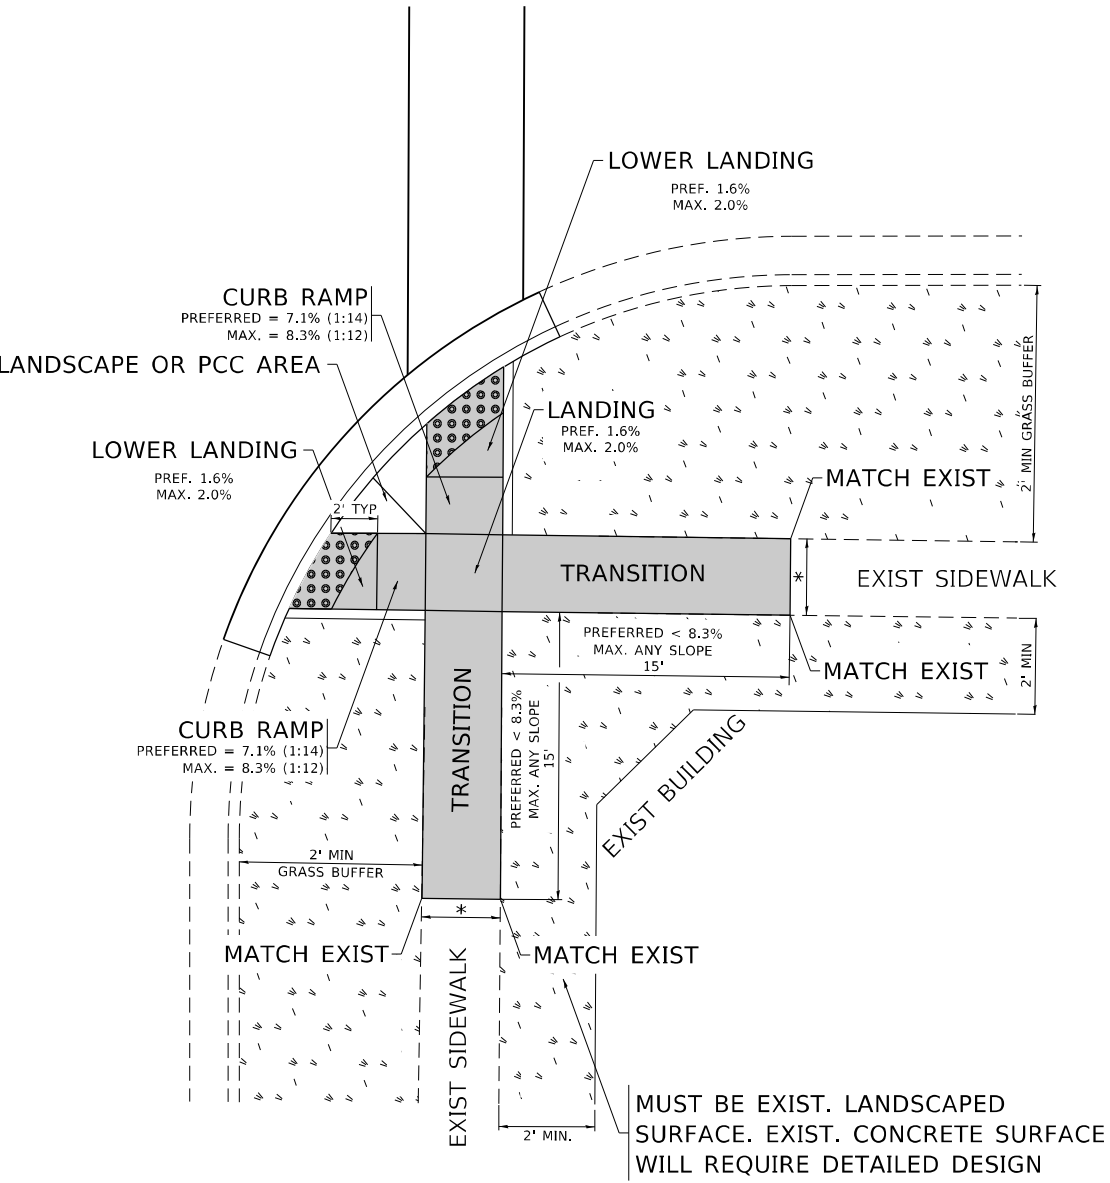 LOWER LANDING
PREF. 1.6%
MAX. 2.0%
CURB RAMP
PREFERRED = 7.1% (1:14)
MAX. = 8.3% (1:12)
LANDSCAPE OR PCC AREA
LANDING
PREF. 1.6%
MAX. 2.0%
LOWER LANDING
PREF. 1.6%
MAX. 2.0%
2' TYP
2' MIN GRASS BUFFER
MATCH EXIST
TRANSITION
*
EXIST SIDEWALK
PREFERRED < 8.3%
MAX. ANY SLOPE
15'
MATCH EXIST
2' MIN
CURB RAMP
PREFERRED = 7.1% (1:14)
MAX. = 8.3% (1:12)
TRANSITION
PREFERRED < 8.3%
MAX. ANY SLOPE
15'
EXIST BUILDING
2' MIN
GRASS BUFFER
*
MATCH EXIST
MATCH EXIST
EXIST SIDEWALK
2' MIN.
MUST BE EXIST. LANDSCAPED
SURFACE. EXIST. CONCRETE SURFACE
WILL REQUIRE DETAILED DESIGN